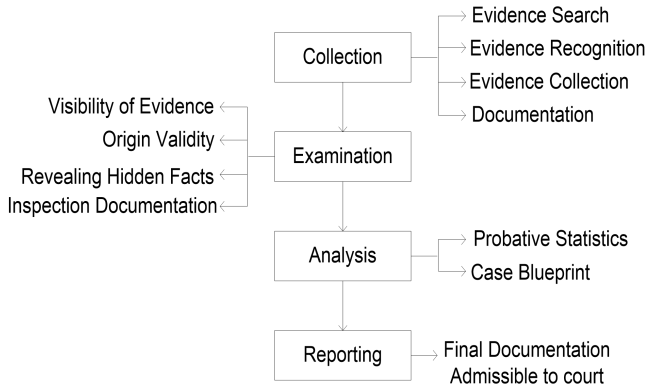 Collection
Evidence Search
Evidence Recognition
Evidence Collection
Documentation
Visibility of Evidence
Origin Validity
Revealing Hidden Facts
Inspection Documentation
Examination
Analysis
Probative Statistics
Case Blueprint
Reporting
Final Documentation
Admissible to court